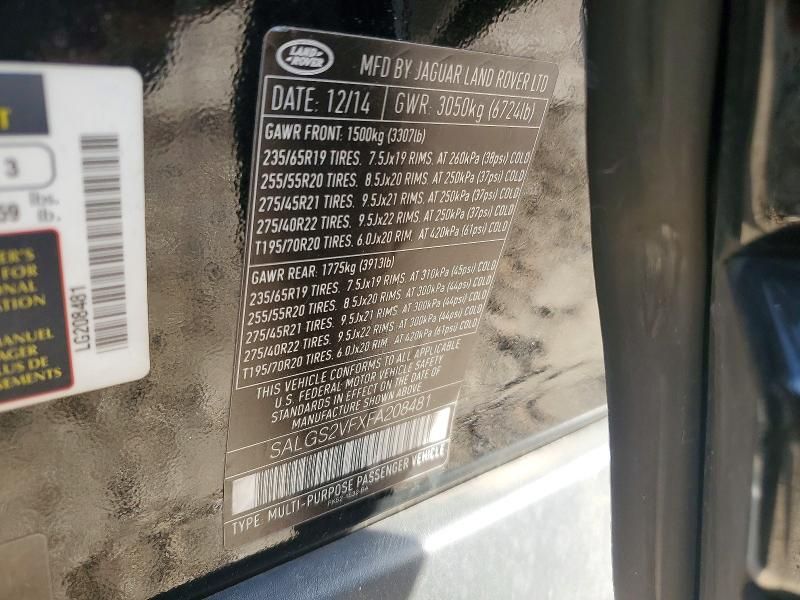 LAND
ROVER
MFD BY JAGUAR LAND ROVER LTD
DATE: 12/14 GWR: 3050kg (6724lb)
GAWR FRONT: 1500kg (3307lb)
235/65R19 TIRES. 7.5Jx19 RIMS. AT 260kPa (38psi) COLD
255/55R20 TIRES. 8.5Jx20 RIMS. AT 250kPa (37psi) COLD
275/45R21 TIRES. 9.5Jx21 RIMS. AT 250kPa (37psi) COLD
275/40R22 TIRES. 9.5Jx22 RIMS. AT 250kPa (37psi) COLD
T195/70R20 TIRES. 6.0Jx20 RIM. AT 420kPa (61psi) COLD
GAWR REAR: 1775kg (3913lb)
235/65R19 TIRES. 7.5Jx19 RIMS. AT 310kPa (45psi) COLD
255/55R20 TIRES. 8.5Jx20 RIMS. AT 300kPa (44psi) COLD
275/45R21 TIRES. 9.5Jx21 RIMS. AT 300kPa (44psi) COLD
275/40R22 TIRES. 9.5Jx22 RIMS. AT 300kPa (44psi) COLD
T195/70R20 TIRES. 6.0Jx20 RIM. AT 420kPa (61psi) COLD
THIS VEHICLE CONFORMS TO ALL APPLICABLE
U.S. FEDERAL MOTOR VEHICLE SAFETY
STANDARDS IN EFFECT ON THE DATE OF
MANUFACTURE SHOWN ABOVE
SALGS2VFXFA208481
TYPE: MULTI-PURPOSE PASSENGER VEHICLE
3
59 lbs.
lb.
LG208481